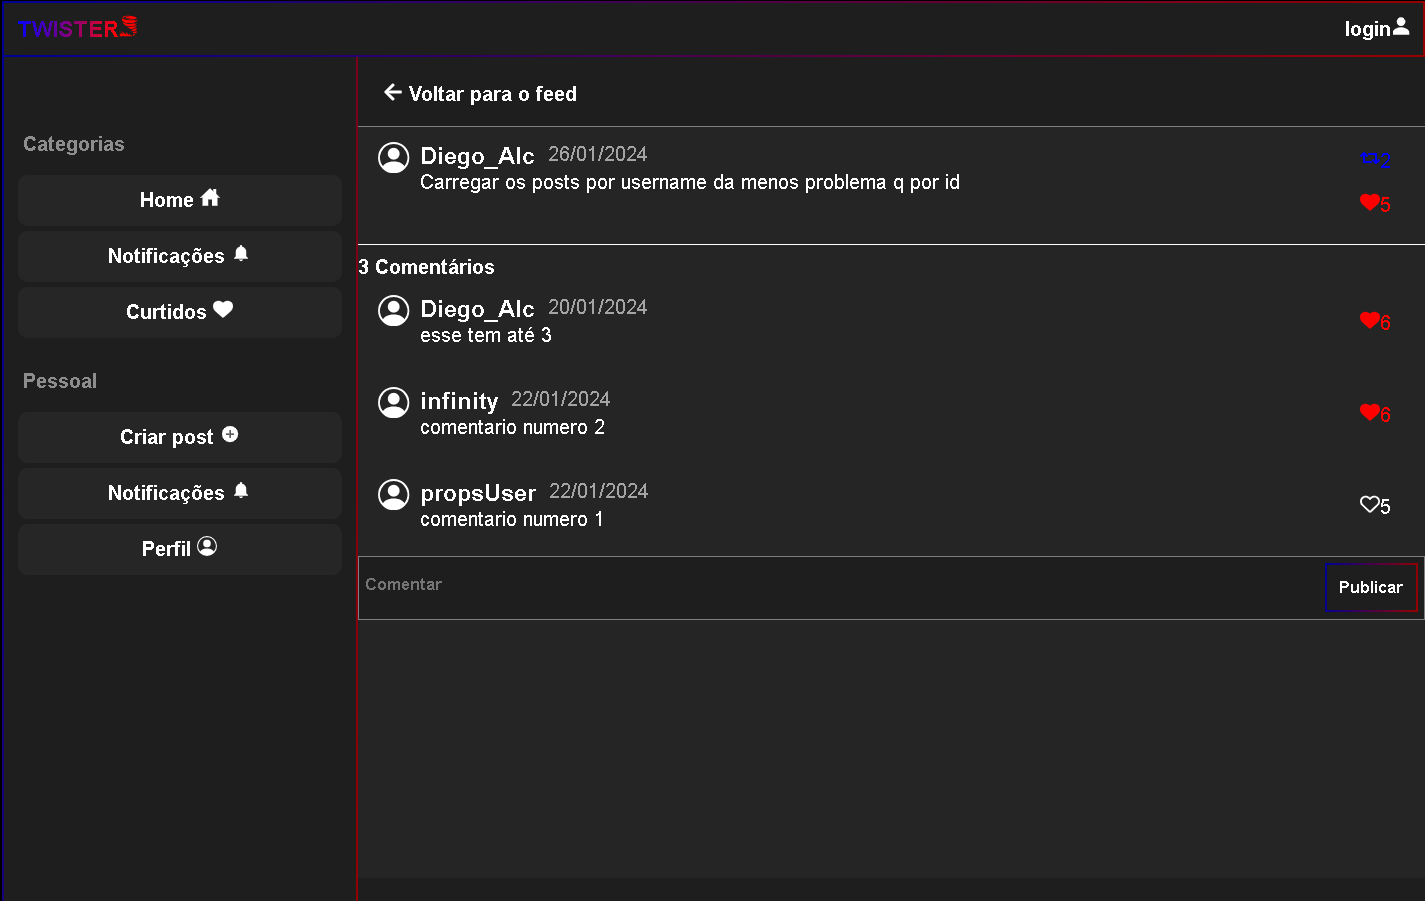 TWISTER
login
Voltar para o feed
Categorias
Home
Notificações
Curtidos
Pessoal
Criar post
Notificações
Perfil
Diego_Alc 26/01/2024
2
Carregar os posts por username da menos problema q por id
5
3 Comentários
Diego_Alc 20/01/2024
esse tem até 3
6
infinity 22/01/2024
comentario numero 2
6
propsUser 22/01/2024
comentario numero 1
5
Comentar
Publicar